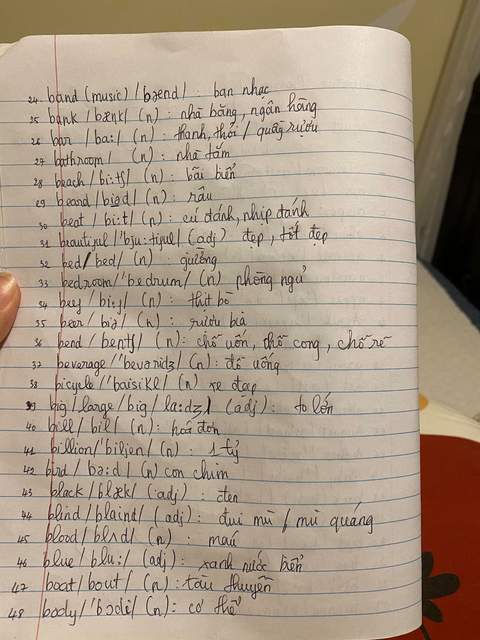 24 band (music) /bænd/ : ban nhạc
25 bank /bæŋk/ (n) : nhà băng, ngân hàng
26 bar /ba:/ (n) : thanh, thỏi / quầy rượu
27 bathroom / (n) : nhà tắm
28 beach /bi:tʃ/ (n) : bãi biển
29 beard /biəd/ (n) : râu
30 beat /bi:t/ (n) : cú đánh, nhịp đánh
31 beautiful /'bju:tiful/ (adj) đẹp, tốt đẹp
32 bed /bed/ (n) : giường
33 bedroom /'bedrum/ (n) phòng ngủ
34 beef /bi:f/ (n) : thịt bò
35 beer /biə/ (n) : rượu bia
36 bend /bentʃ/ (n) : chỗ uốn, chỗ cong, chỗ rẽ
37 beverage /'bevəridʒ/ (n) : đồ uống
38 bicycle /'baisikl/ (n) xe đạp
39 big/large /big/ la:dʒ/ (adj) : to lớn
40 bill /bil/ (n) : hoá đơn
41 billion /'biljən/ (n) : 1 tỷ
42 bird /bə:d/ (n) con chim
43 black /blæk/ (adj) : đen
44 blind /blaind/ (adj) : đui mù / mù quáng
45 blood /blʌd/ (n) : máu
46 blue /blu:/ (adj) : xanh nước biển
47 boat /bout/ (n) : tàu thuyền
48 body /'bɔdi/ (n) : cơ thể